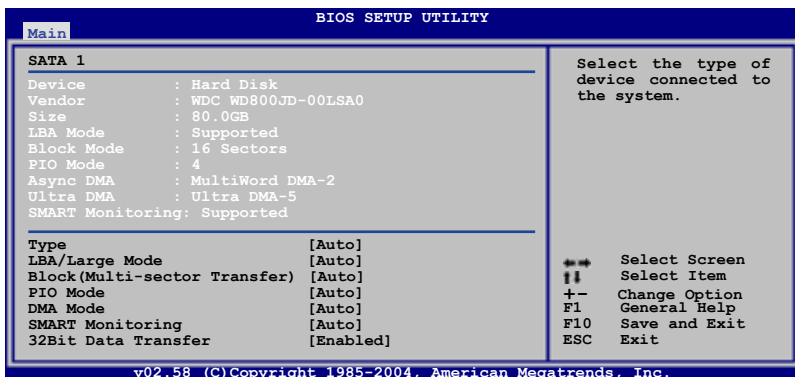 BIOS SETUP UTILITY
Main
SATA 1
Device : Hard Disk
Vendor : WDC WD800JD-00LSA0
Size : 80.0GB
LBA Mode : Supported
Block Mode : 16 Sectors
PIO Mode : 4
Async DMA : MultiWord DMA-2
Ultra DMA : Ultra DMA-5
SMART Monitoring: Supported
Type [Auto]
LBA/Large Mode [Auto]
Block(Multi-sector Transfer) [Auto]
PIO Mode [Auto]
DMA Mode [Auto]
SMART Monitoring [Auto]
32Bit Data Transfer [Enabled]
Select the type of
device connected to
the system.
Select Screen
Select Item
+- Change Option
F1 General Help
F10 Save and Exit
ESC Exit
v02.58 (C)Copyright 1985-2004, American Megatrends, Inc.